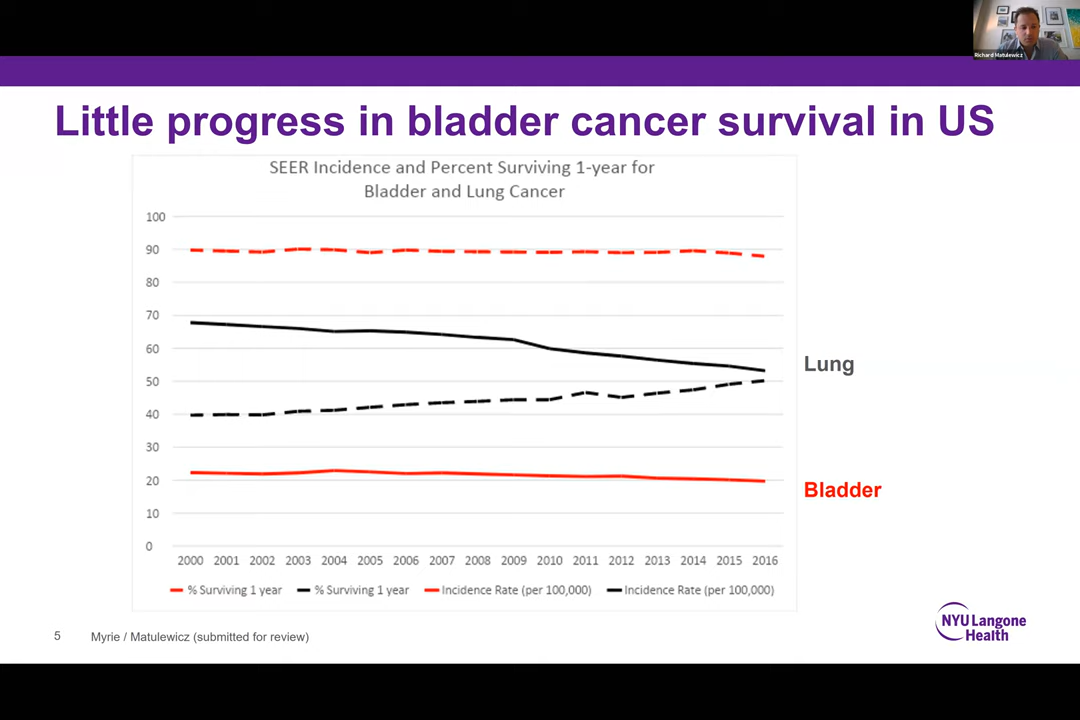 Richard Matulewicz
Little progress in bladder cancer survival in US
SEER Incidence and Percent Surviving 1-year for
Bladder and Lung Cancer
100
90
80
70
60
50
40
30
20
10
0
Lung
Bladder
2000 2001 2002 2003 2004 2005 2006 2007 2008 2009 2010 2011 2012 2013 2014 2015 2016
% Surviving 1 year % Surviving 1 year Incidence Rate (per 100,000) Incidence Rate (per 100,000)
5 Myrie / Matulewicz (submitted for review)
NYU Langone
Health